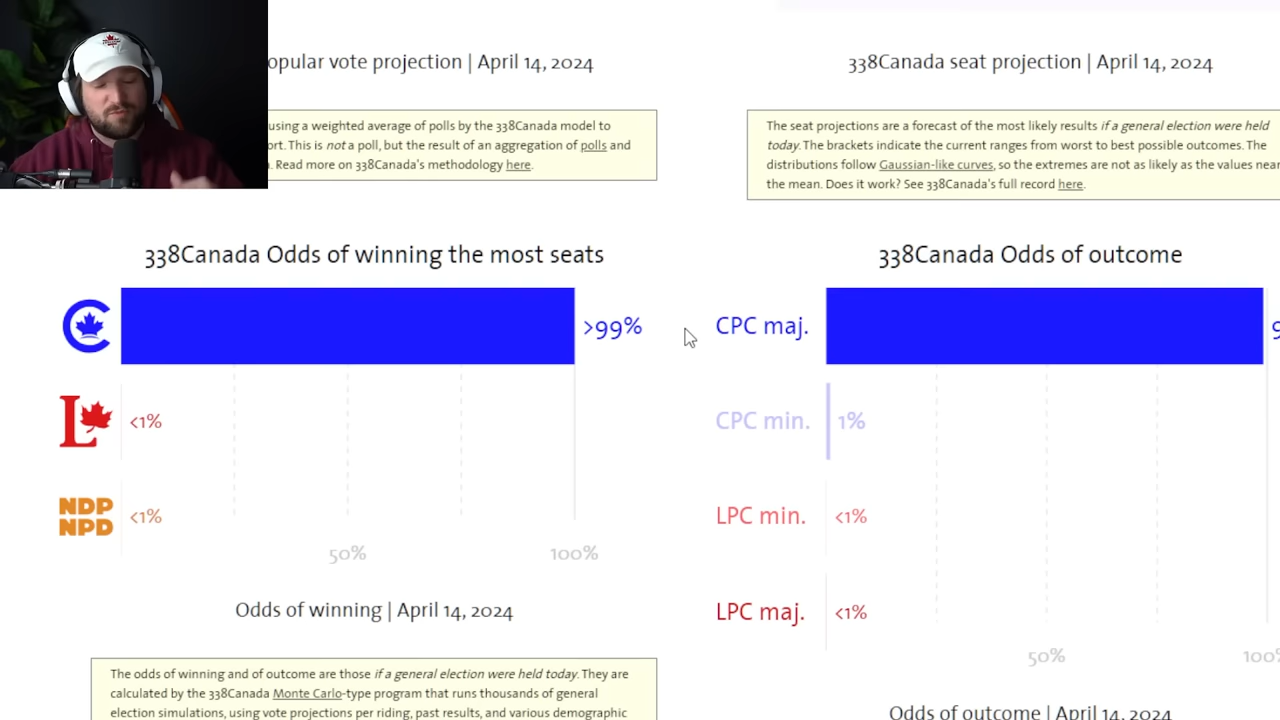 opular vote projection | April 14, 2024
using a weighted average of polls by the 338Canada model to
ort. This is not a poll, but the result of an aggregation of polls and
. Read more on 338Canada's methodology here.
338Canada Odds of winning the most seats
>99%
L <1%
NDP <1%
NPD
50% 100%
Odds of winning | April 14, 2024
The odds of winning and of outcome are those if a general election were held today. They are
calculated by the 338Canada Monte Carlo-type program that runs thousands of general
election simulations, using vote projections per riding, past results, and various demographic
338Canada seat projection | April 14, 2024
The seat projections are a forecast of the most likely results if a general election were held
today. The brackets indicate the current ranges from worst to best possible outcomes. The
distributions follow Gaussian-like curves, so the extremes are not as likely as the values near
the mean. Does it work? See 338Canada's full record here.
338Canada Odds of outcome
CPC maj. 9
CPC min. 1%
LPC min. <1%
LPC maj. <1%
50% 100
Odds of outcome | April 14, 2024